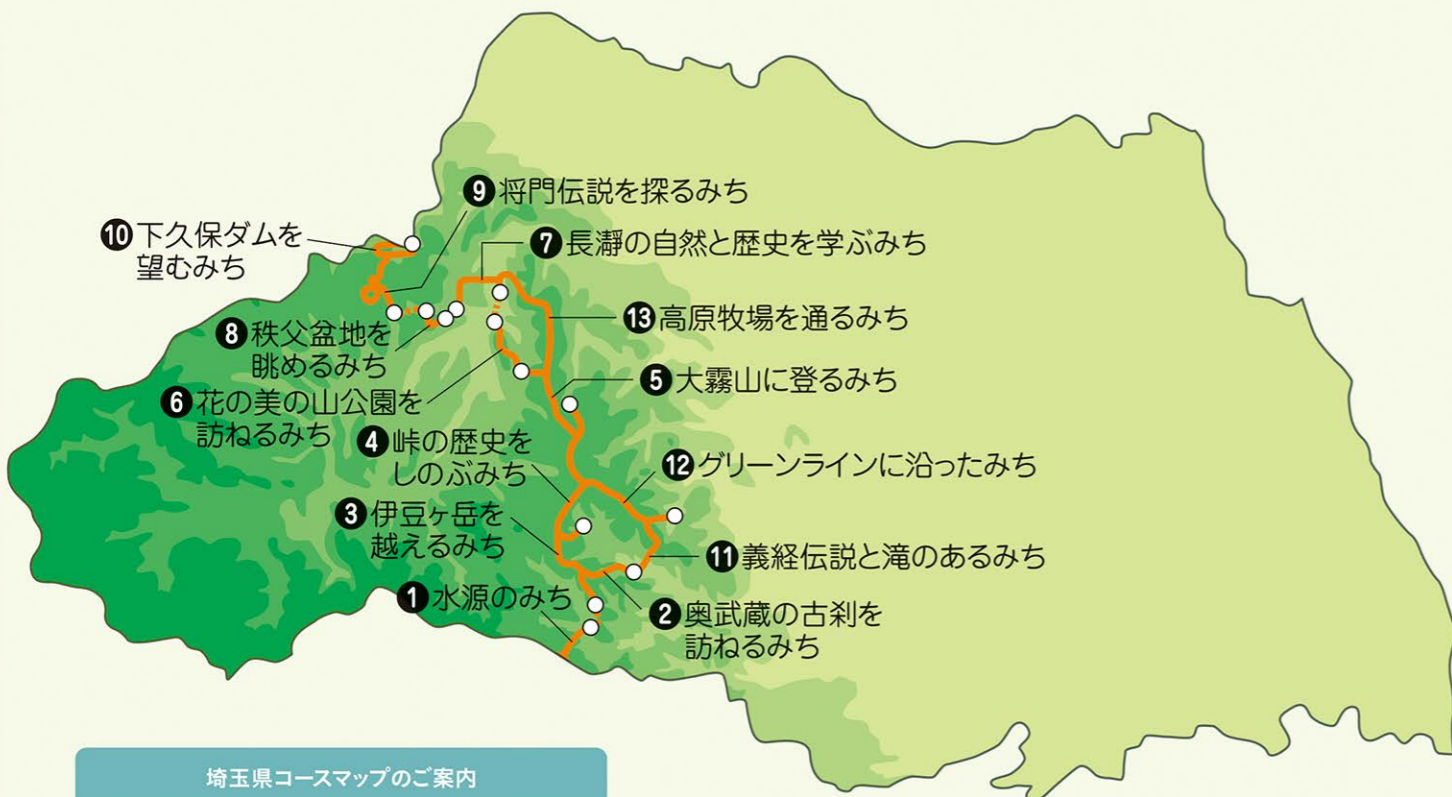 ❾将門伝説を探るみち
❿下久保ダムを
望むみち
❼長瀞の自然と歴史を学ぶみち
⓭高原牧場を通るみち
❽秩父盆地を
眺めるみち
❺大霧山に登るみち
❻花の美の山公園を
訪ねるみち
❹峠の歴史を
しのぶみち
⓬グリーンラインに沿ったみち
❸伊豆ヶ岳を
越えるみち
⓫義経伝説と滝のあるみち
❶水源のみち
❷奥武蔵の古刹を
訪ねるみち
埼玉県コースマップのご案内